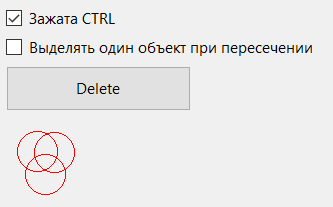 Зажата CTRL
Выделять один объект при пересечении
Delete